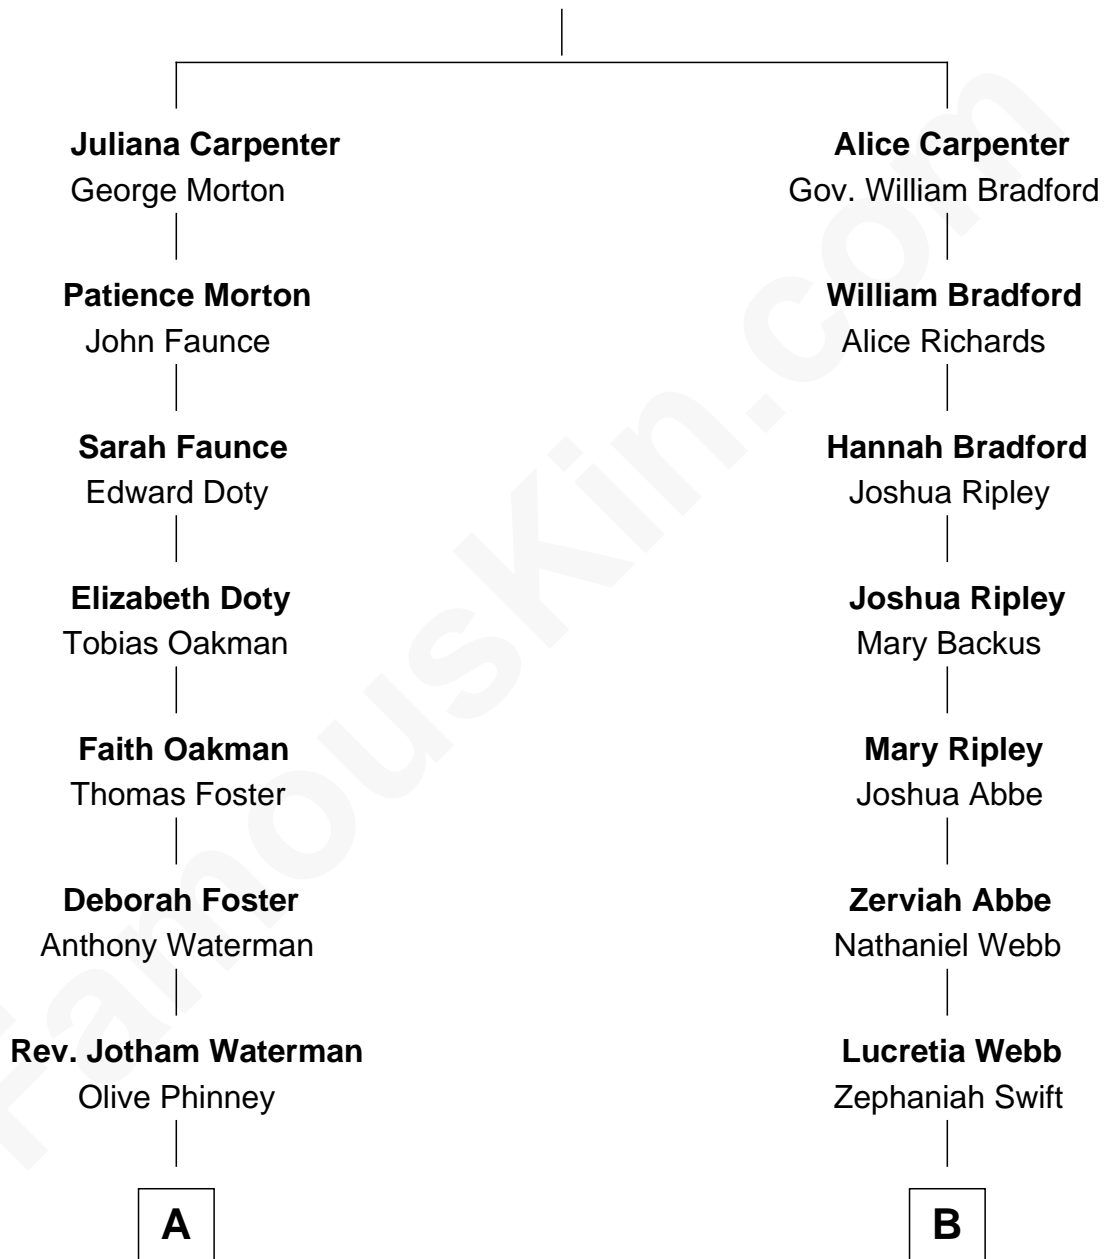 Juliana Carpenter
George Morton
Patience Morton
John Faunce
Sarah Faunce
Edward Doty
Elizabeth Doty
Tobias Oakman
Faith Oakman
Thomas Foster
Deborah Foster
Anthony Waterman
Rev. Jotham Waterman
Olive Phinney
A
Alice Carpenter
Gov. William Bradford
William Bradford
Alice Richards
Hannah Bradford
Joshua Ripley
Joshua Ripley
Mary Backus
Mary Ripley
Joshua Abbe
Zerviah Abbe
Nathaniel Webb
Lucretia Webb
Zephaniah Swift
B
FamousKin.com